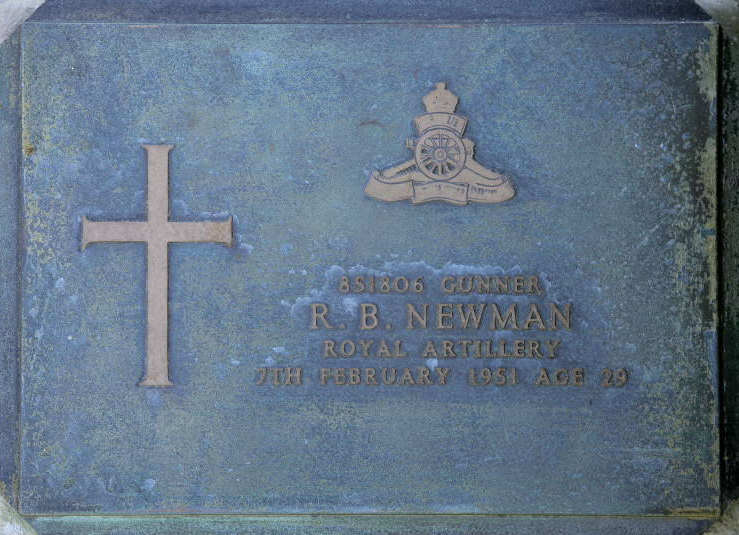 851806 GUNNER
R. B. NEWMAN
ROYAL ARTILLERY
7TH FEBRUARY 1951 AGE 29